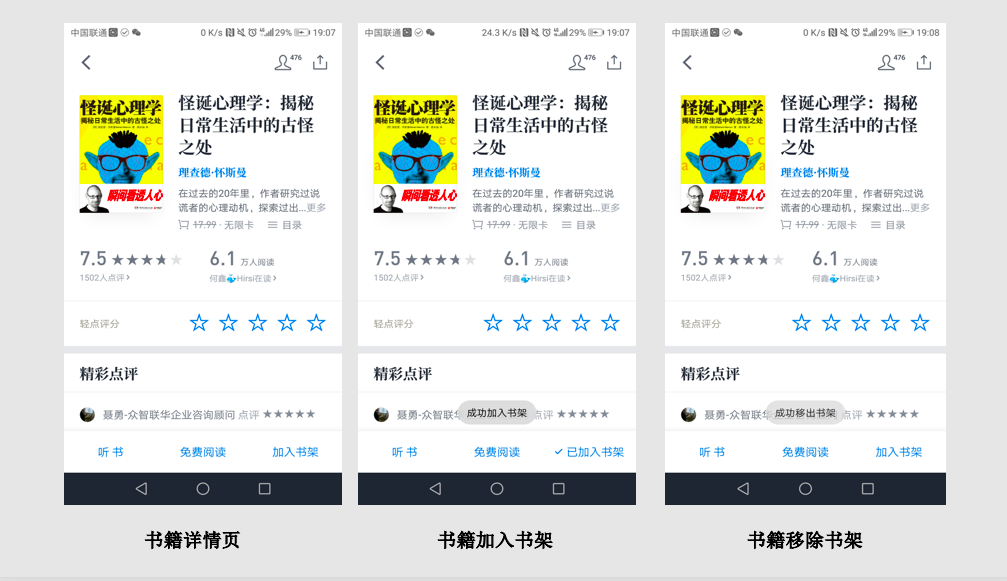 中国联通 0 K/s 29% 19:07
476
怪诞心理学
揭秘日常生活中的古怪之处
瞬间看透人心
怪诞心理学：揭秘
日常生活中的古怪
之处
理查德·怀斯曼
在过去的20年里，作者研究过说
谎者的心理动机，探索过出...更多
17.99 · 无限卡 目录
7.5 6.1 万人阅读
1502人点评 何鑫Hirsi在读
轻点评分
精彩点评
聂勇-众智联华企业咨询顾问 点评
听 书 免费阅读 加入书架
书籍详情页
中国联通 24.3 K/s 29% 19:07
476
怪诞心理学
揭秘日常生活中的古怪之处
瞬间看透人心
怪诞心理学：揭秘
日常生活中的古怪
之处
理查德·怀斯曼
在过去的20年里，作者研究过说
谎者的心理动机，探索过出...更多
17.99 · 无限卡 目录
7.5 6.1 万人阅读
1502人点评 何鑫Hirsi在读
轻点评分
精彩点评
聂勇-众智联华 点评
成功加入书架
听 书 免费阅读 已加入书架
书籍加入书架
中国联通 0 K/s 29% 19:08
476
怪诞心理学
揭秘日常生活中的古怪之处
瞬间看透人心
怪诞心理学：揭秘
日常生活中的古怪
之处
理查德·怀斯曼
在过去的20年里，作者研究过说
谎者的心理动机，探索过出...更多
17.99 · 无限卡 目录
7.5 6.1 万人阅读
1502人点评 何鑫Hirsi在读
轻点评分
精彩点评
聂勇-众智联华 点评
成功移出书架
听 书 免费阅读 加入书架
书籍移除书架